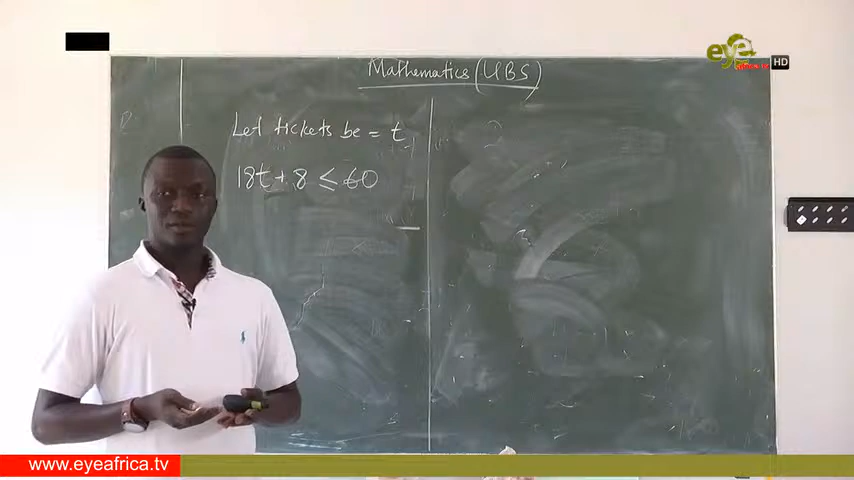 eye
HD
Mathematics (UBS)
Let tickets be = t
18t + 8 ≤ 60
www.eyeafrica.tv